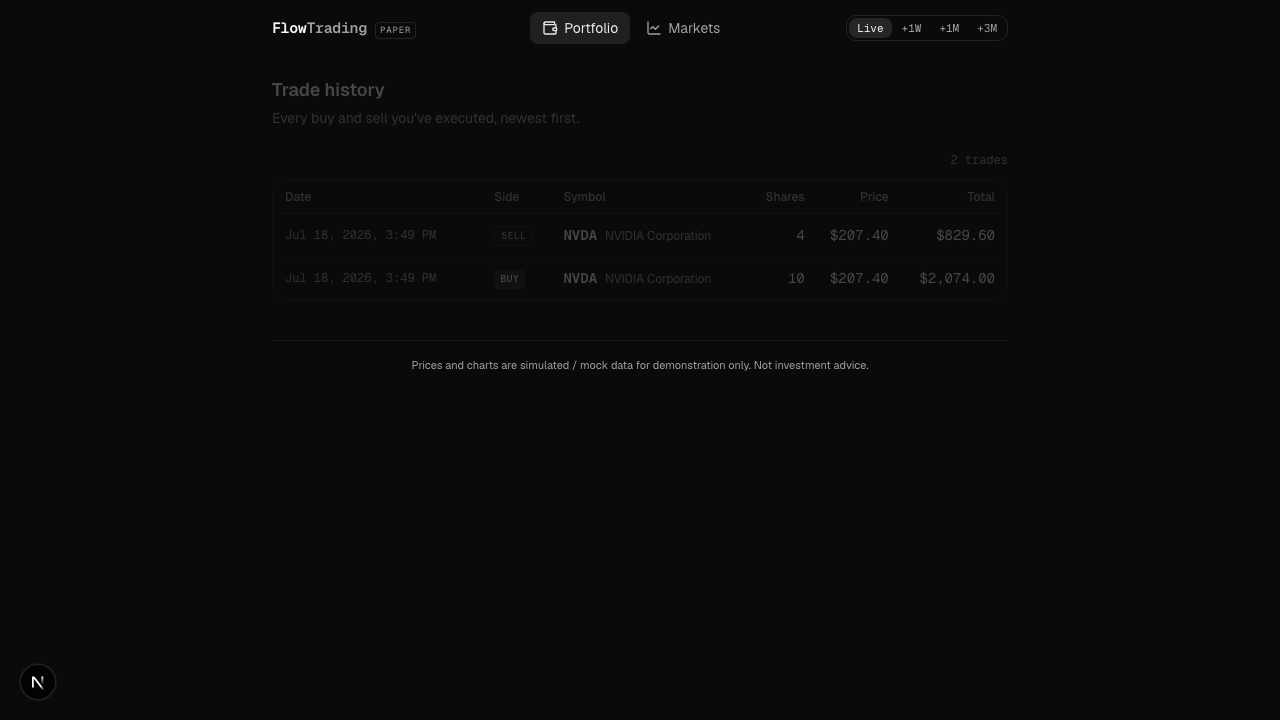 FlowTrading PAPER Portfolio Markets Live +1W +1M +3M
Trade history
Every buy and sell you've executed, newest first.
2 trades
Date Side Symbol Shares Price Total
Jul 18, 2026, 3:49 PM SELL NVDA NVIDIA Corporation 4 $207.40 $829.60
Jul 18, 2026, 3:49 PM BUY NVDA NVIDIA Corporation 10 $207.40 $2,074.00
Prices and charts are simulated / mock data for demonstration only. Not investment advice.
N